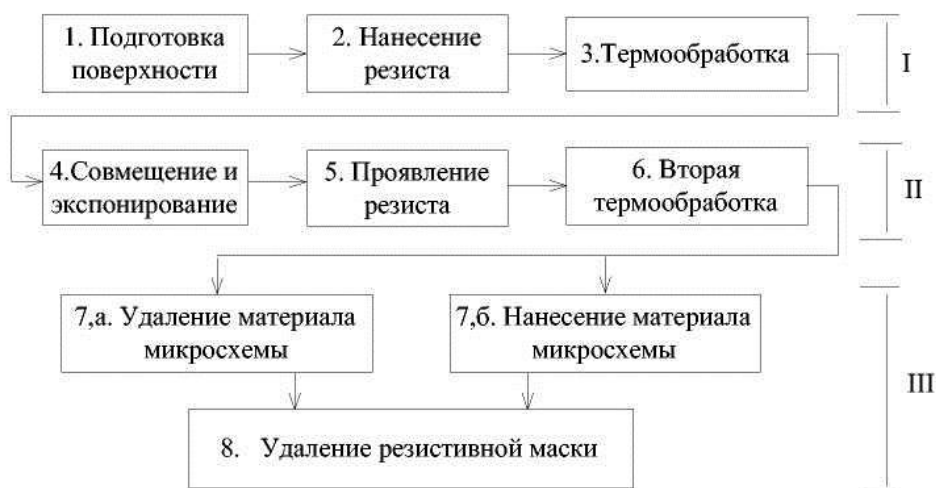 1. Подготовка
поверхности
2. Нанесение
резиста
3.Термообработка
I
4.Совмещение и
экспонирование
5. Проявление
резиста
6. Вторая
термообработка
II
7,а. Удаление материала
микросхемы
7,б. Нанесение материала
микросхемы
III
8. Удаление резистивной маски